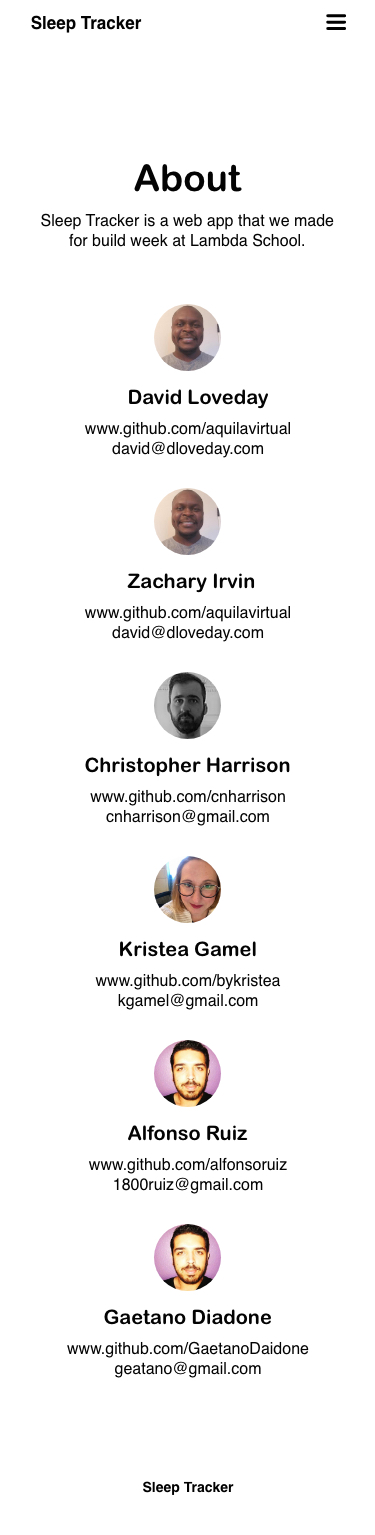 Sleep Tracker
About
Sleep Tracker is a web app that we made
for build week at Lambda School.
David Loveday
www.github.com/aquilavirtual
david@dloveday.com
Zachary Irvin
www.github.com/aquilavirtual
david@dloveday.com
Christopher Harrison
www.github.com/cnharrison
cnharrison@gmail.com
Kristea Gamel
www.github.com/bykristea
kgamel@gmail.com
Alfonso Ruiz
www.github.com/alfonsoruiz
1800ruiz@gmail.com
Gaetano Diadone
www.github.com/GaetanoDaidone
geatano@gmail.com
Sleep Tracker